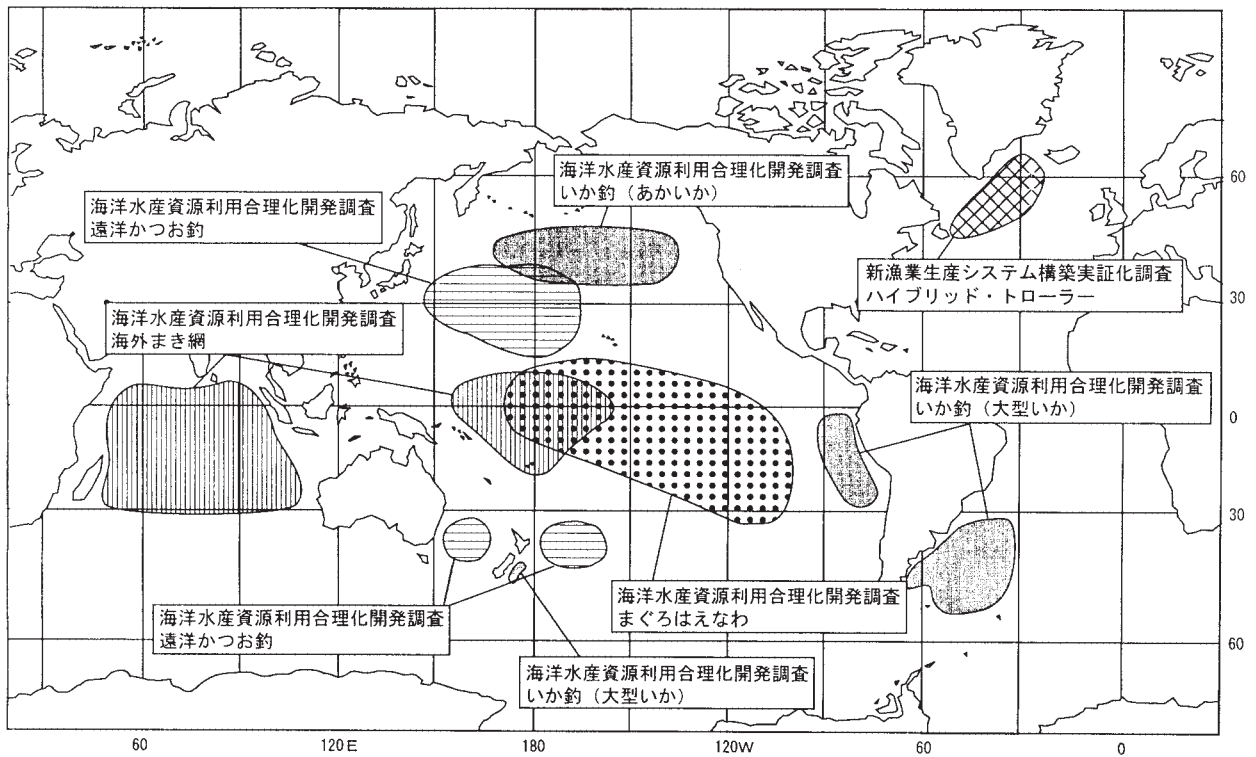 海洋水産資源利用合理化開発調査
いか釣（あかいか）
海洋水産資源利用合理化開発調査
遠洋かつお釣
新漁業生産システム構築実証化調査
ハイブリッド・トローラー
海洋水産資源利用合理化開発調査
海外まき網
海洋水産資源利用合理化開発調査
いか釣（大型いか）
海洋水産資源利用合理化開発調査
まぐろはえなわ
海洋水産資源利用合理化開発調査
遠洋かつお釣
海洋水産資源利用合理化開発調査
いか釣（大型いか）
60
30
0
30
60
60
120E
180
120W
60
0